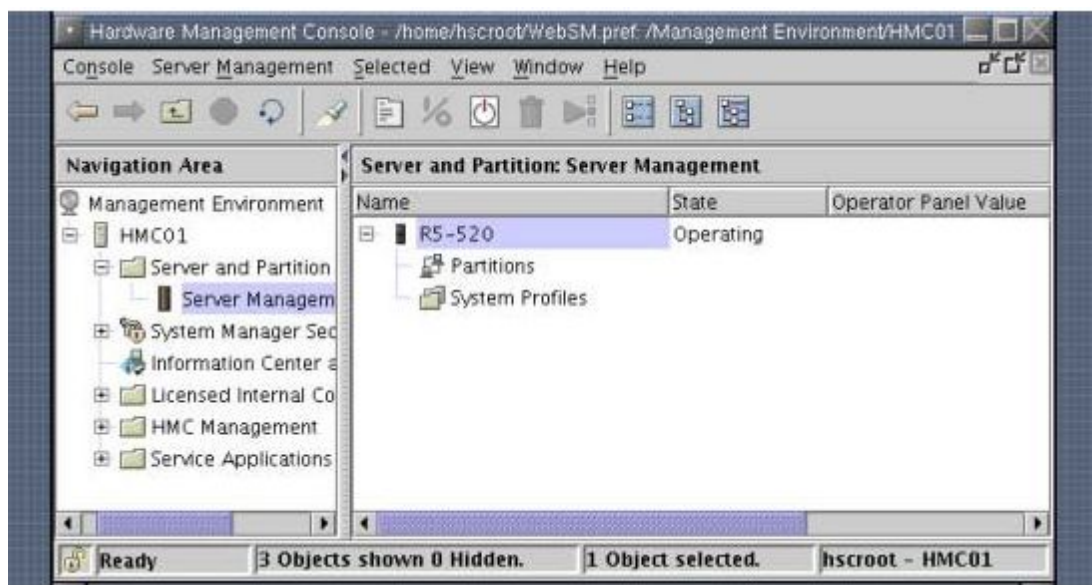 Hardware Management Console - /home/hscroot/WebSM.pref: /Management Environment/HMC01
Console Server Management Selected View Window Help
Navigation Area
Server and Partition: Server Management
Management Environment
HMC01
Server and Partition
Server Managem
System Manager Sec
Information Center a
Licensed Internal Co
HMC Management
Service Applications
Name State Operator Panel Value
R5-520 Operating
Partitions
System Profiles
Ready 3 Objects shown 0 Hidden. 1 Object selected. hscroot - HMC01